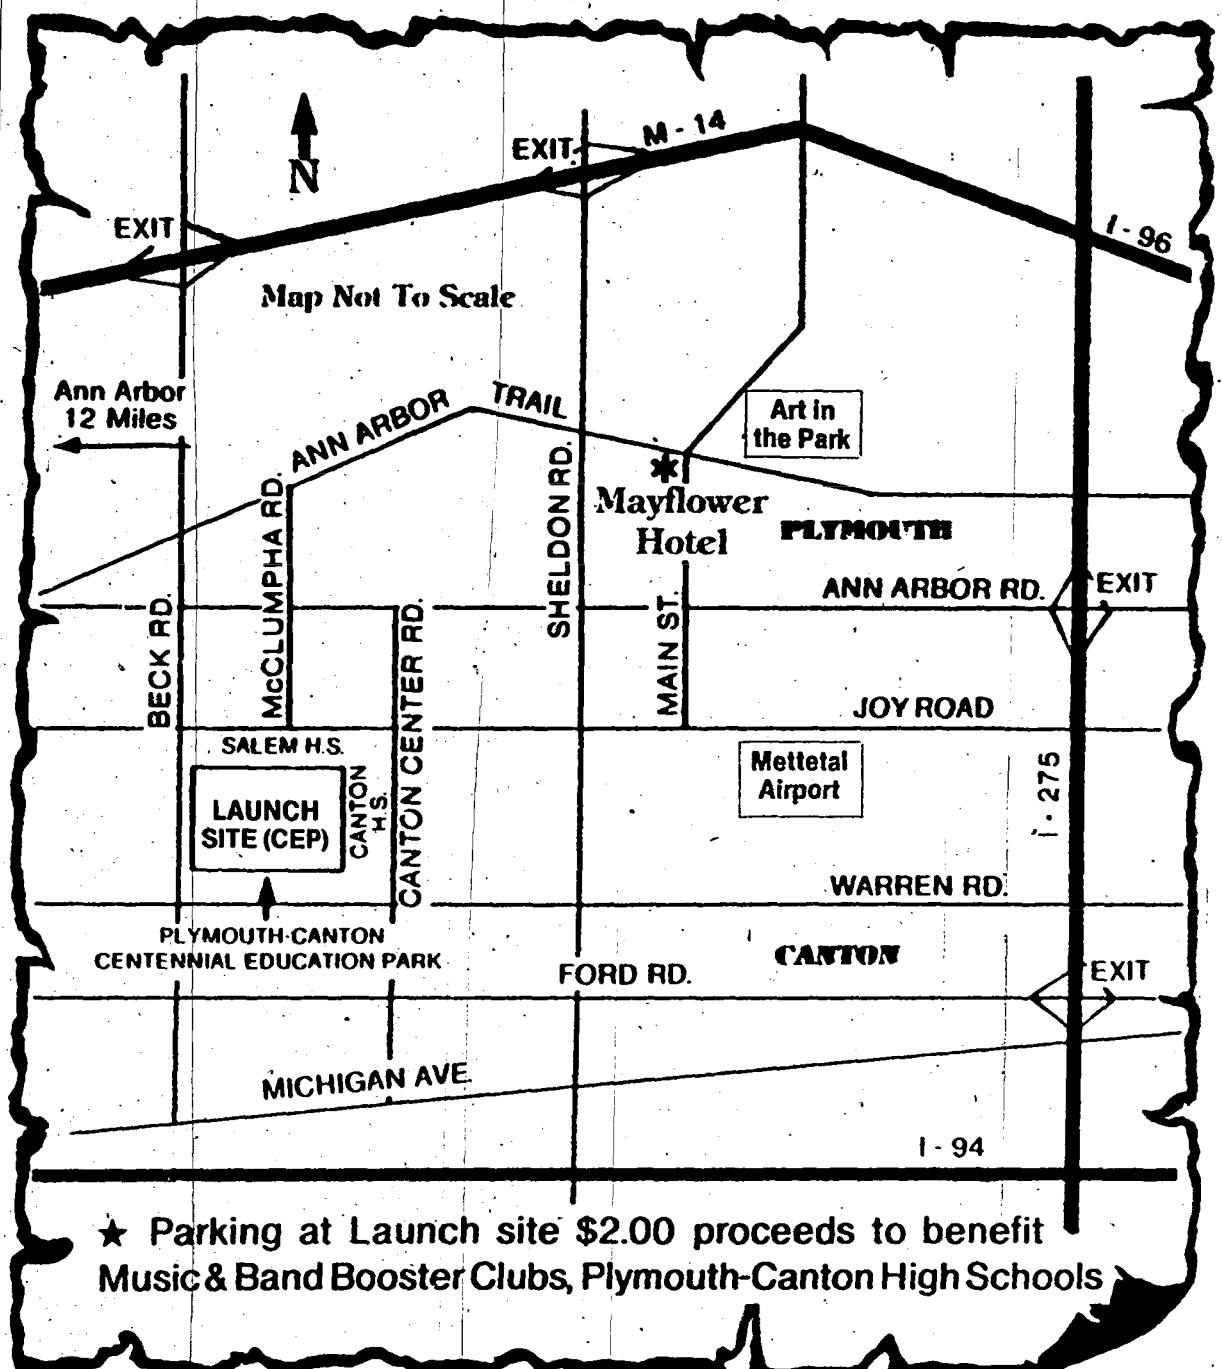 M - 14
EXIT
N
EXIT
I - 96
Map Not To Scale
Ann Arbor
12 Miles
ANN ARBOR TRAIL
Art in
the Park
*
Mayflower
Hotel
PLYMOUTH
SHELDON RD.
McCLUMPHA RD.
ANN ARBOR RD.
EXIT
BECK RD.
CANTON CENTER RD.
MAIN ST.
JOY ROAD
SALEM H.S.
Mettetal
Airport
I - 275
LAUNCH
SITE (CEP)
CANTON
H.S.
WARREN RD.
PLYMOUTH-CANTON
CENTENNIAL EDUCATION PARK
CANTON
FORD RD.
EXIT
MICHIGAN AVE.
I - 94
★ Parking at Launch site $2.00 proceeds to benefit
Music & Band Booster Clubs, Plymouth-Canton High Schools